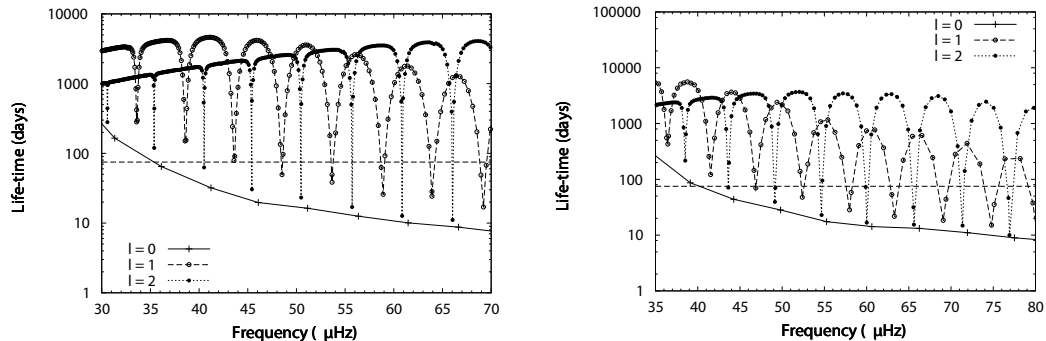 10000
1000
100
10
1
Life-time (days)
30 35 40 45 50 55 60 65 70
Frequency ( μHz)
l = 0
l = 1
l = 2
100000
10000
1000
100
10
1
Life-time (days)
35 40 45 50 55 60 65 70 75 80
Frequency ( μHz)
l = 0
l = 1
l = 2